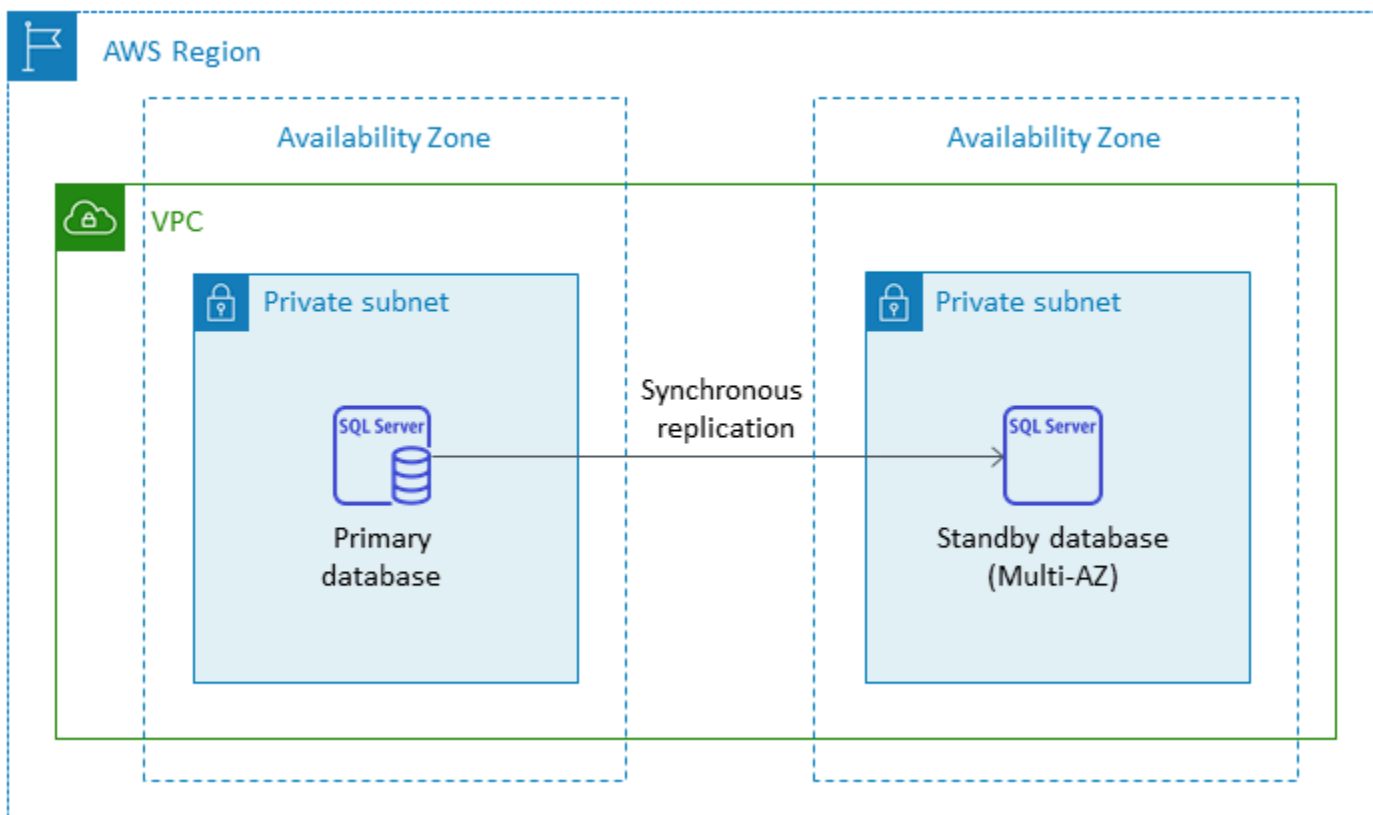 AWS Region
Availability Zone
Availability Zone
VPC
Private subnet
Private subnet
Synchronous
replication
SQL Server
SQL Server
Primary
database
Standby database
(Multi-AZ)